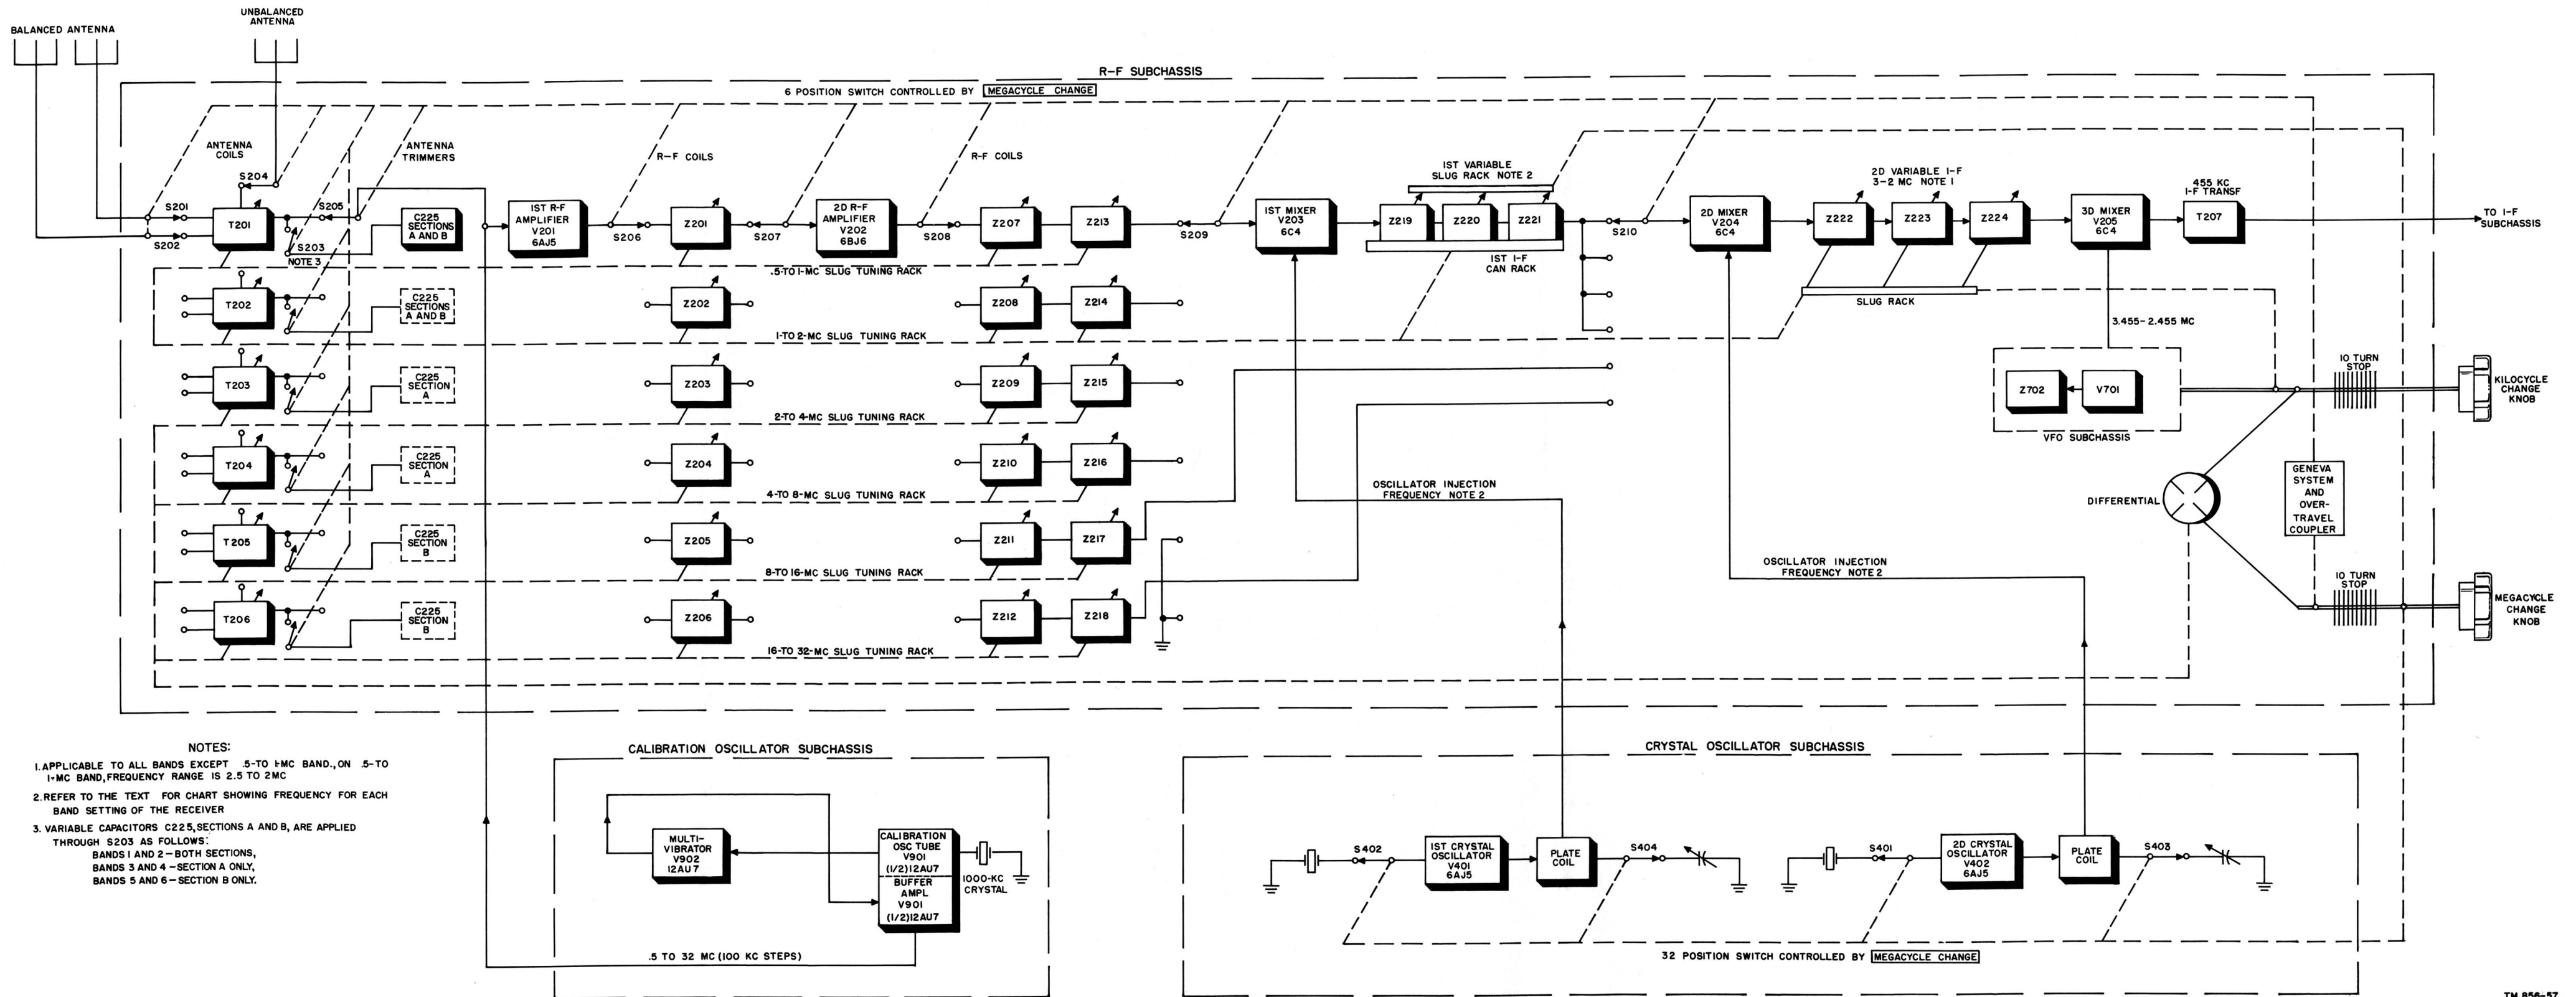 UNBALANCED
ANTENNA
BALANCED ANTENNA
R-F SUBCHASSIS
6 POSITION SWITCH CONTROLLED BY MEGACYCLE CHANGE
ANTENNA
COILS
S204
S201
S202
T201
S205
S203
NOTE 3
ANTENNA
TRIMMERS
C225
SECTIONS
A AND B
1ST R-F
AMPLIFIER
V201
6AJ5
R-F COILS
S206
Z201
S207
2D R-F
AMPLIFIER
V202
6BJ6
S208
R-F COILS
Z207
Z213
S209
1ST MIXER
V203
6C4
1ST VARIABLE
SLUG RACK NOTE 2
Z219
Z220
Z221
1ST I-F
CAN RACK
S210
2D MIXER
V204
6C4
2D VARIABLE I-F
3-2 MC NOTE 1
Z222
Z223
Z224
SLUG RACK
3D MIXER
V205
6C4
455 KC
I-F TRANSF
T207
TO I-F
SUBCHASSIS
.5-TO 1-MC SLUG TUNING RACK
T202
C225
SECTIONS
A AND B
Z202
Z208
Z214
1-TO 2-MC SLUG TUNING RACK
3.455-2.455 MC
T203
C225
SECTION
A
Z203
Z209
Z215
2-TO 4-MC SLUG TUNING RACK
Z702
V701
VFO SUBCHASSIS
10 TURN
STOP
KILOCYCLE
CHANGE
KNOB
T204
C225
SECTION
A
Z204
Z210
Z216
4-TO 8-MC SLUG TUNING RACK
OSCILLATOR INJECTION
FREQUENCY NOTE 2
DIFFERENTIAL
GENEVA
SYSTEM
AND
OVER-
TRAVEL
COUPLER
T205
C225
SECTION
B
Z205
Z211
Z217
8-TO 16-MC SLUG TUNING RACK
OSCILLATOR INJECTION
FREQUENCY NOTE 2
10 TURN
STOP
MEGACYCLE
CHANGE
KNOB
T206
C225
SECTION
B
Z206
Z212
Z218
16-TO 32-MC SLUG TUNING RACK
NOTES:
1. APPLICABLE TO ALL BANDS EXCEPT .5-TO 1-MC BAND., ON .5-TO
1-MC BAND, FREQUENCY RANGE IS 2.5 TO 2MC
2. REFER TO THE TEXT FOR CHART SHOWING FREQUENCY FOR EACH
BAND SETTING OF THE RECEIVER
3. VARIABLE CAPACITORS C225, SECTIONS A AND B, ARE APPLIED
THROUGH S203 AS FOLLOWS:
BANDS 1 AND 2-BOTH SECTIONS,
BANDS 3 AND 4-SECTION A ONLY,
BANDS 5 AND 6-SECTION B ONLY.
CALIBRATION OSCILLATOR SUBCHASSIS
MULTI-
VIBRATOR
V902
12AU7
CALIBRATION
OSC TUBE
V901
(1/2)12AU7
BUFFER
AMPL
V901
(1/2)12AU7
1000-KC
CRYSTAL
.5 TO 32 MC (100 KC STEPS)
CRYSTAL OSCILLATOR SUBCHASSIS
S402
1ST CRYSTAL
OSCILLATOR
V401
6AJ5
PLATE
COIL
S404
S401
2D CRYSTAL
OSCILLATOR
V402
6AJ5
PLATE
COIL
S403
32 POSITION SWITCH CONTROLLED BY MEGACYCLE CHANGE
TM 856-57